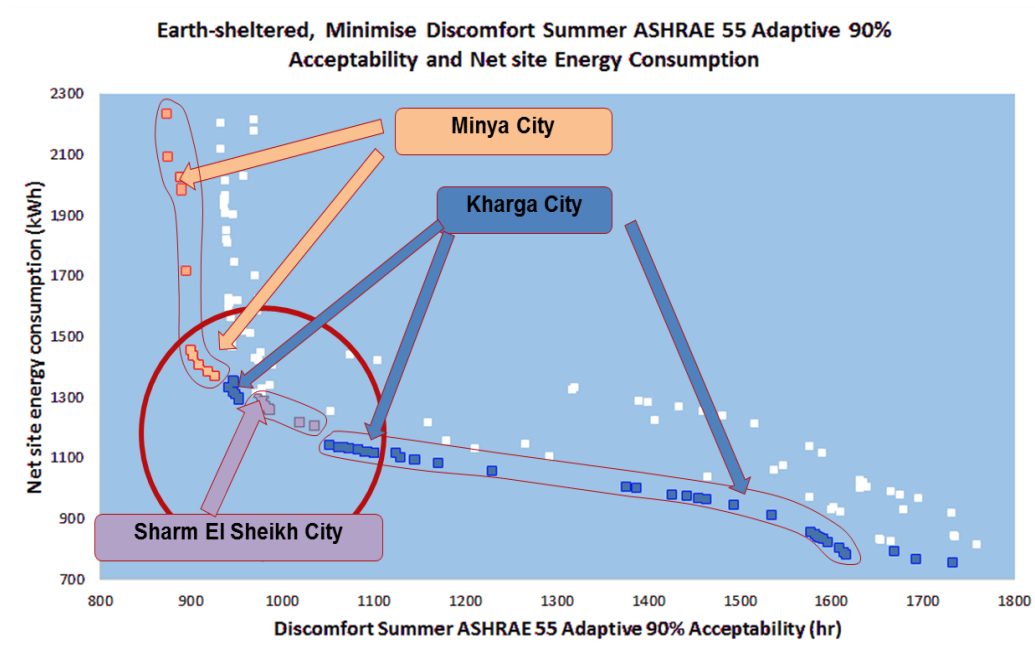 Earth-sheltered, Minimise Discomfort Summer ASHRAE 55 Adaptive 90%
Acceptability and Net site Energy Consumption
Net site energy consumption (kWh)
2300
2100
1900
1700
1500
1300
1100
900
700
Minya City
Kharga City
Sharm El Sheikh City
800 900 1000 1100 1200 1300 1400 1500 1600 1700 1800
Discomfort Summer ASHRAE 55 Adaptive 90% Acceptability (hr)